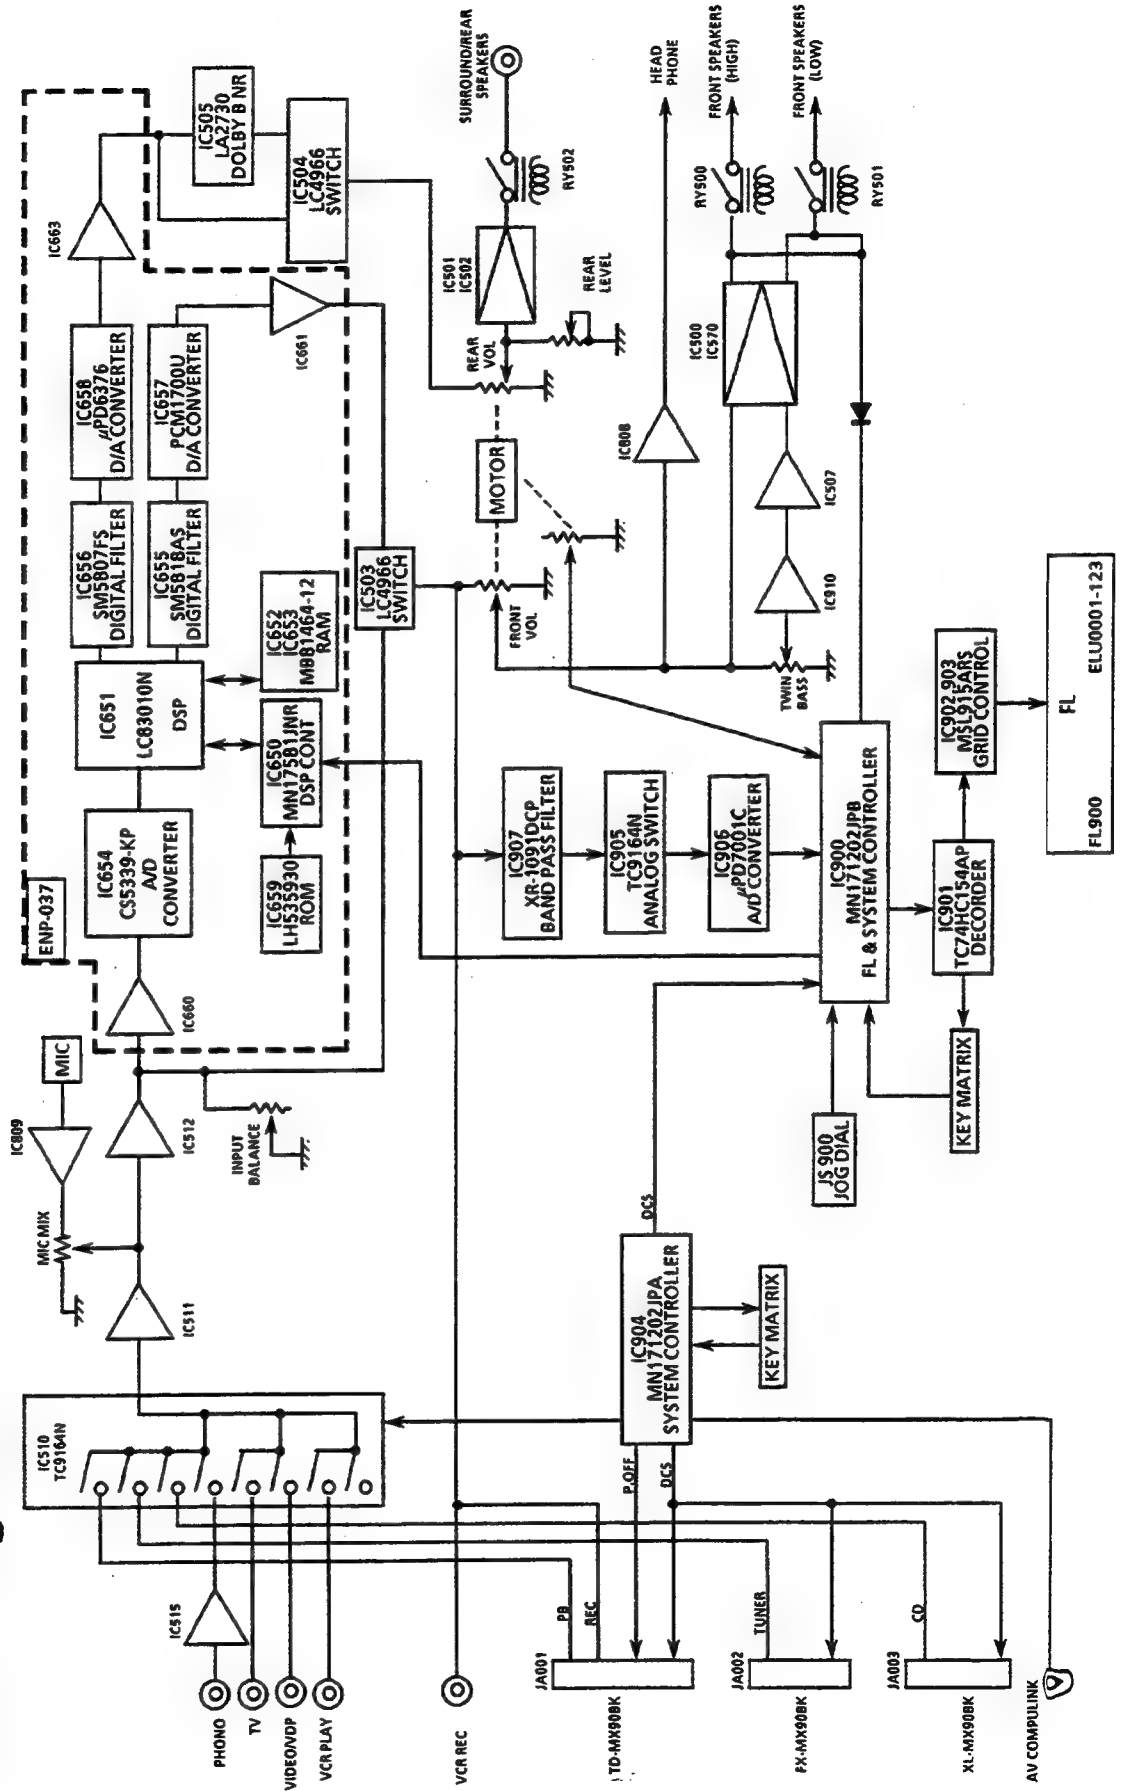 ENP-037
IC663
IC505
LA2730
DOLBY B NR
IC504
LC4966
SWITCH
IC658
µPD6376
D/A CONVERTER
IC657
PCM1700U
D/A CONVERTER
IC661
IC656
SM5807FS
DIGITAL FILTER
IC655
SM5818AS
DIGITAL FILTER
IC651
LC83010N
DSP
IC652
IC653
MB81464-12
RAM
IC650
MN17581JNR
DSP CONT
IC659
LH535930
ROM
IC654
CS5339-KP
A/D
CONVERTER
IC660
IC503
LC4966
SWITCH
MIC
IC809
MIC MIX
IC512
INPUT
BALANCE
IC511
IC510
TC9164N
IC515
PHONO
TV
VIDEO/VDP
VCR PLAY
VCR REC
SURROUND/REAR
SPEAKERS
RY502
IC501
IC502
REAR
VOL
REAR
LEVEL
MOTOR
FRONT
VOL
HEAD
PHONE
IC808
FRONT SPEAKERS
(HIGH)
RY500
FRONT SPEAKERS
(LOW)
RY501
IC500
IC570
IC507
IC910
TWIN
BASS
IC907
XR-1091DCP
BAND PASS FILTER
IC905
TC9164N
ANALOG SWITCH
IC906
µPD7001C
A/D CONVERTER
IC900
MN171202JPB
FL & SYSTEM CONTROLLER
IC902,903
MSL915ARS
GRID CONTROL
IC901
TC74HC154AP
DECORDER
FL900
FL
ELU0001-123
KEY MATRIX
JS 900
JOG DIAL
DCS
IC904
MN171202JPA
SYSTEM CONTROLLER
KEY MATRIX
P.OFF
DCS
PB
REC
JA001
TD-MX90BK
TUNER
JA002
FX-MX90BK
CD
JA003
XL-MX90BK
AV COMPULINK